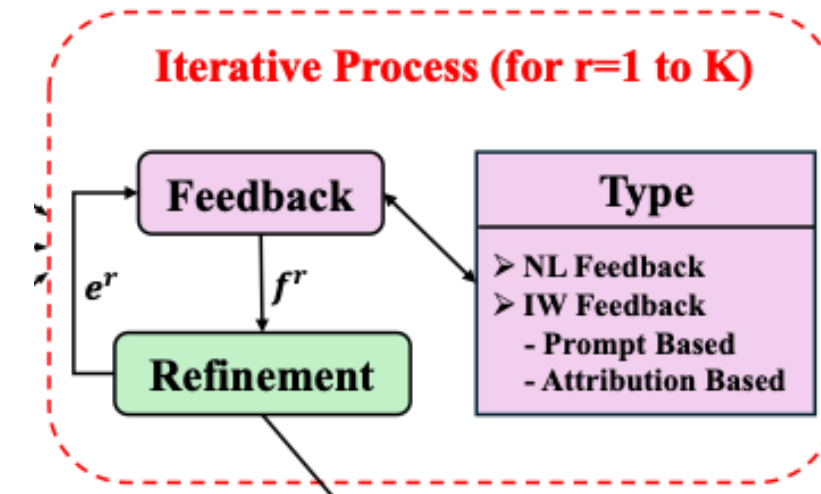 Iterative Process (for r=1 to K)
Feedback
Type
➢ NL Feedback
➢ IW Feedback
- Prompt Based
- Attribution Based
e^r
f^r
Refinement